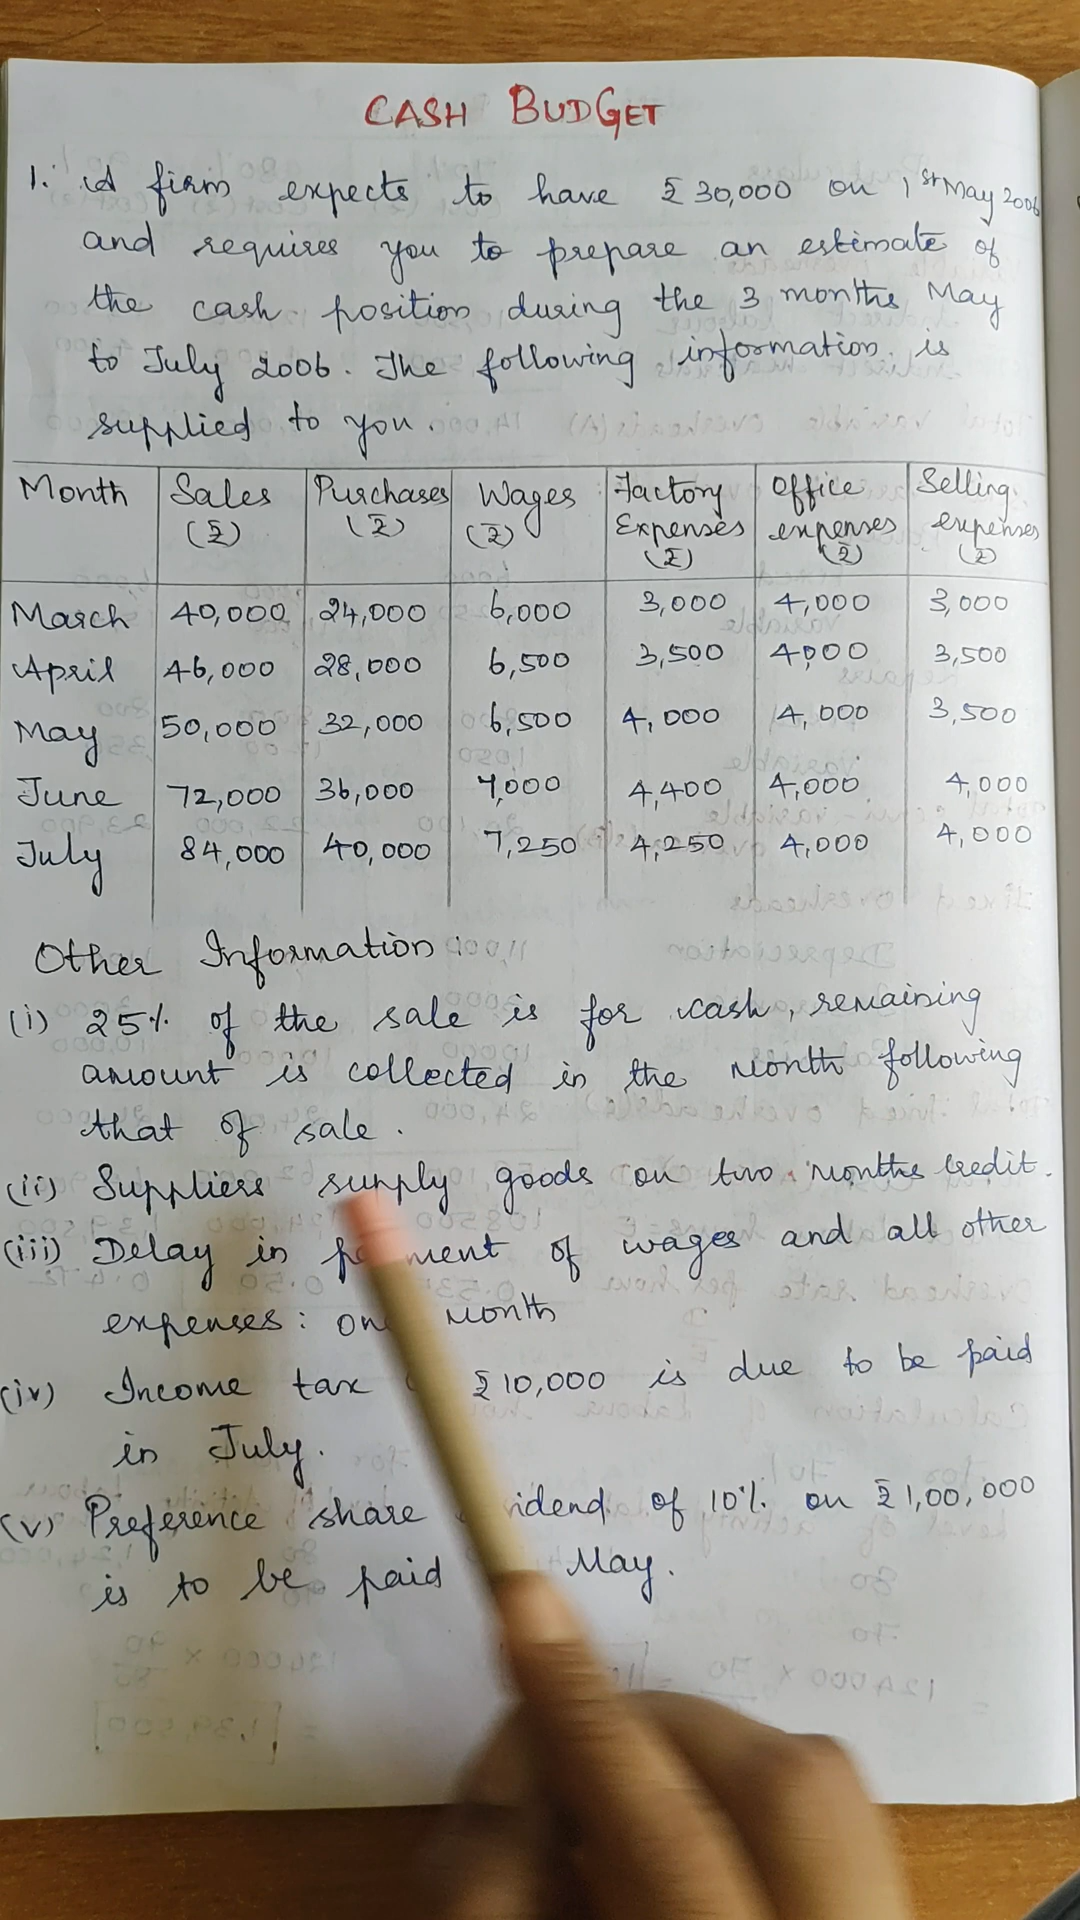 CASH BUDGET
1. A firm expects to have ₹ 30,000 on 1st May 2006
and requires you to prepare an estimate of
the cash position during the 3 months May
to July 2006. The following information is
supplied to you.
Month Sales (₹) Purchases (₹) Wages (₹) Factory Expenses (₹) Office expenses (₹) Selling expenses (₹)
March 40,000 24,000 6,000 3,000 4,000 3,000
April 46,000 28,000 6,500 3,500 4000 3,500
May 50,000 32,000 6,500 4,000 4,000 3,500
June 72,000 36,000 7,000 4,400 4,000 4,000
July 84,000 40,000 7,250 4,250 4,000 4,000
Other Information:
(i) 25% of the sale is for cash, remaining
amount is collected in the month following
that of sale.
(ii) Suppliers supply goods on two months credit.
(iii) Delay in of wages and all other
expenses: month
(iv) Income tax ₹ 10,000 is due to be paid
in July.
(v) Preference share of 10% on ₹ 1,00,000
is to be paid May.